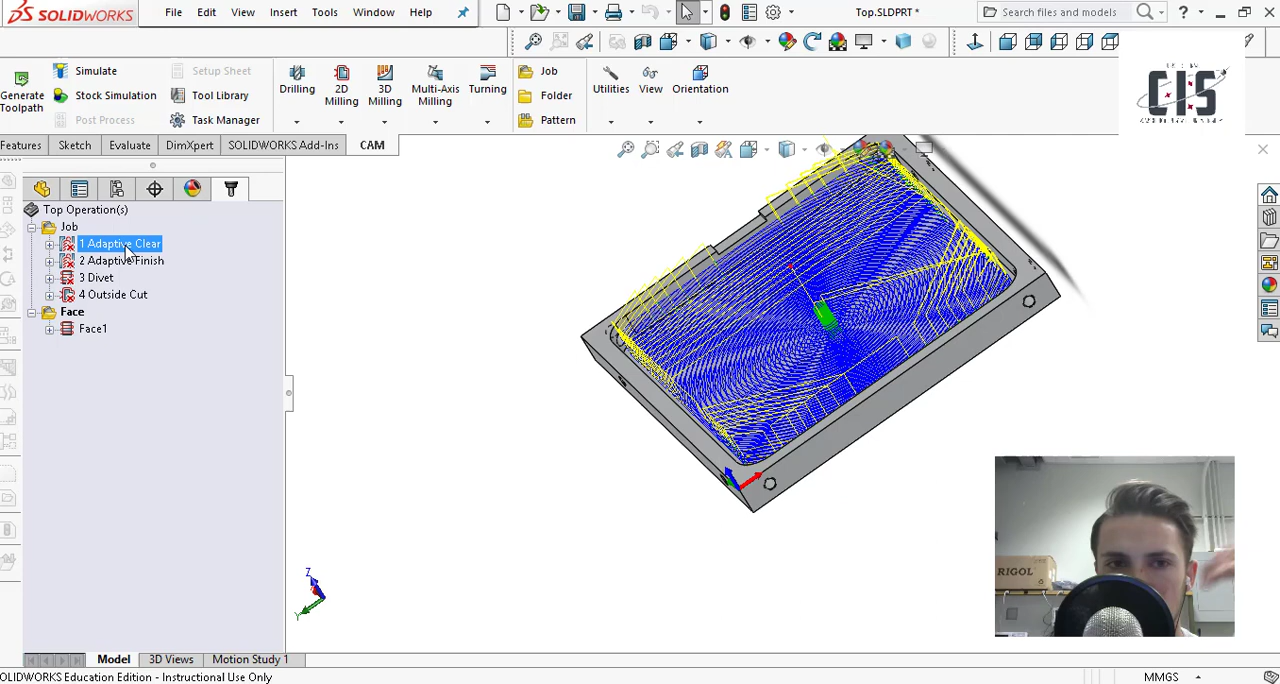 SOLIDWORKS
File Edit View Insert Tools Window Help
Top.SLDPRT *
Search files and models
?
Generate
Toolpath
Simulate
Stock Simulation
Post Process
Setup Sheet
Tool Library
Task Manager
Drilling
2D
Milling
3D
Milling
Multi-Axis
Milling
Turning
Job
Folder
Pattern
Utilities
View
Orientation
CIS
Features Sketch Evaluate DimXpert SOLIDWORKS Add-Ins CAM
Top Operation(s)
Job
1 Adaptive Clear
2 Adaptive Finish
3 Divet
4 Outside Cut
Face
Face1
Z
Y
RIGOL
Model 3D Views Motion Study 1
OLIDWORKS Education Edition - Instructional Use Only
MMGS